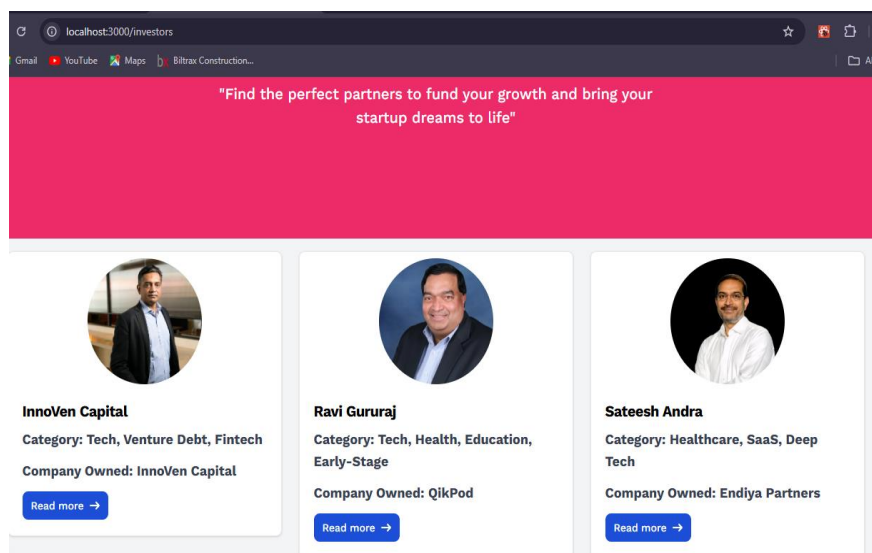 localhost:3000/investors
Gmail YouTube Maps Biltrax Construction...
"Find the perfect partners to fund your growth and bring your
startup dreams to life"
InnoVen Capital
Category: Tech, Venture Debt, Fintech
Company Owned: InnoVen Capital
Read more →
Ravi Gururaj
Category: Tech, Health, Education,
Early-Stage
Company Owned: QikPod
Read more →
Sateesh Andra
Category: Healthcare, SaaS, Deep
Tech
Company Owned: Endiya Partners
Read more →